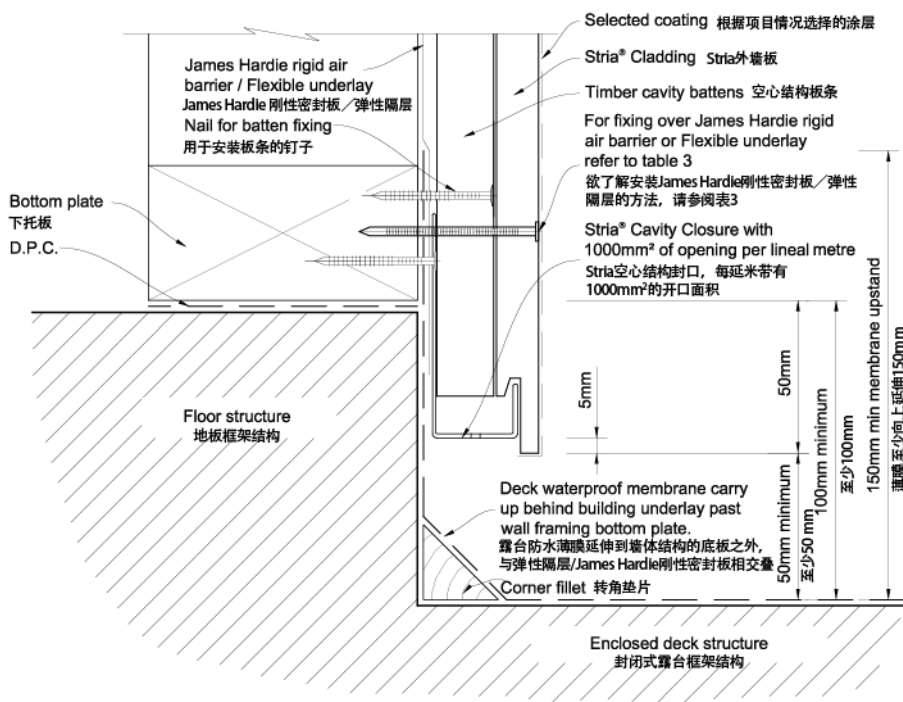 Selected coating 根据项目情况选择的涂层
James Hardie rigid air
barrier / Flexible underlay
James Hardie 刚性密封板／弹性隔层
Nail for batten fixing
用于安装板条的钉子
Stria® Cladding Stria外墙板
Timber cavity battens 空心结构板条
For fixing over James Hardie rigid
air barrier or Flexible underlay
refer to table 3
欲了解安装James Hardie刚性密封板／弹性
隔层的方法，请参阅表3
Bottom plate
下托板
D.P.C.
Stria® Cavity Closure with
1000mm² of opening per lineal metre
Stria空心结构封口，每延米带有
1000mm²的开口面积
Floor structure
地板框架结构
5mm
50mm
50mm minimum
至少50 mm
100mm minimum
至少100mm
150mm min membrane upstand
薄膜至少向上延伸150mm
Deck waterproof membrane carry
up behind building underlay past
wall framing bottom plate.
露台防水薄膜延伸到墙体结构的底板之外，
与弹性隔层/James Hardie刚性密封板相交叠
Corner fillet 转角垫片
Enclosed deck structure
封闭式露台框架结构